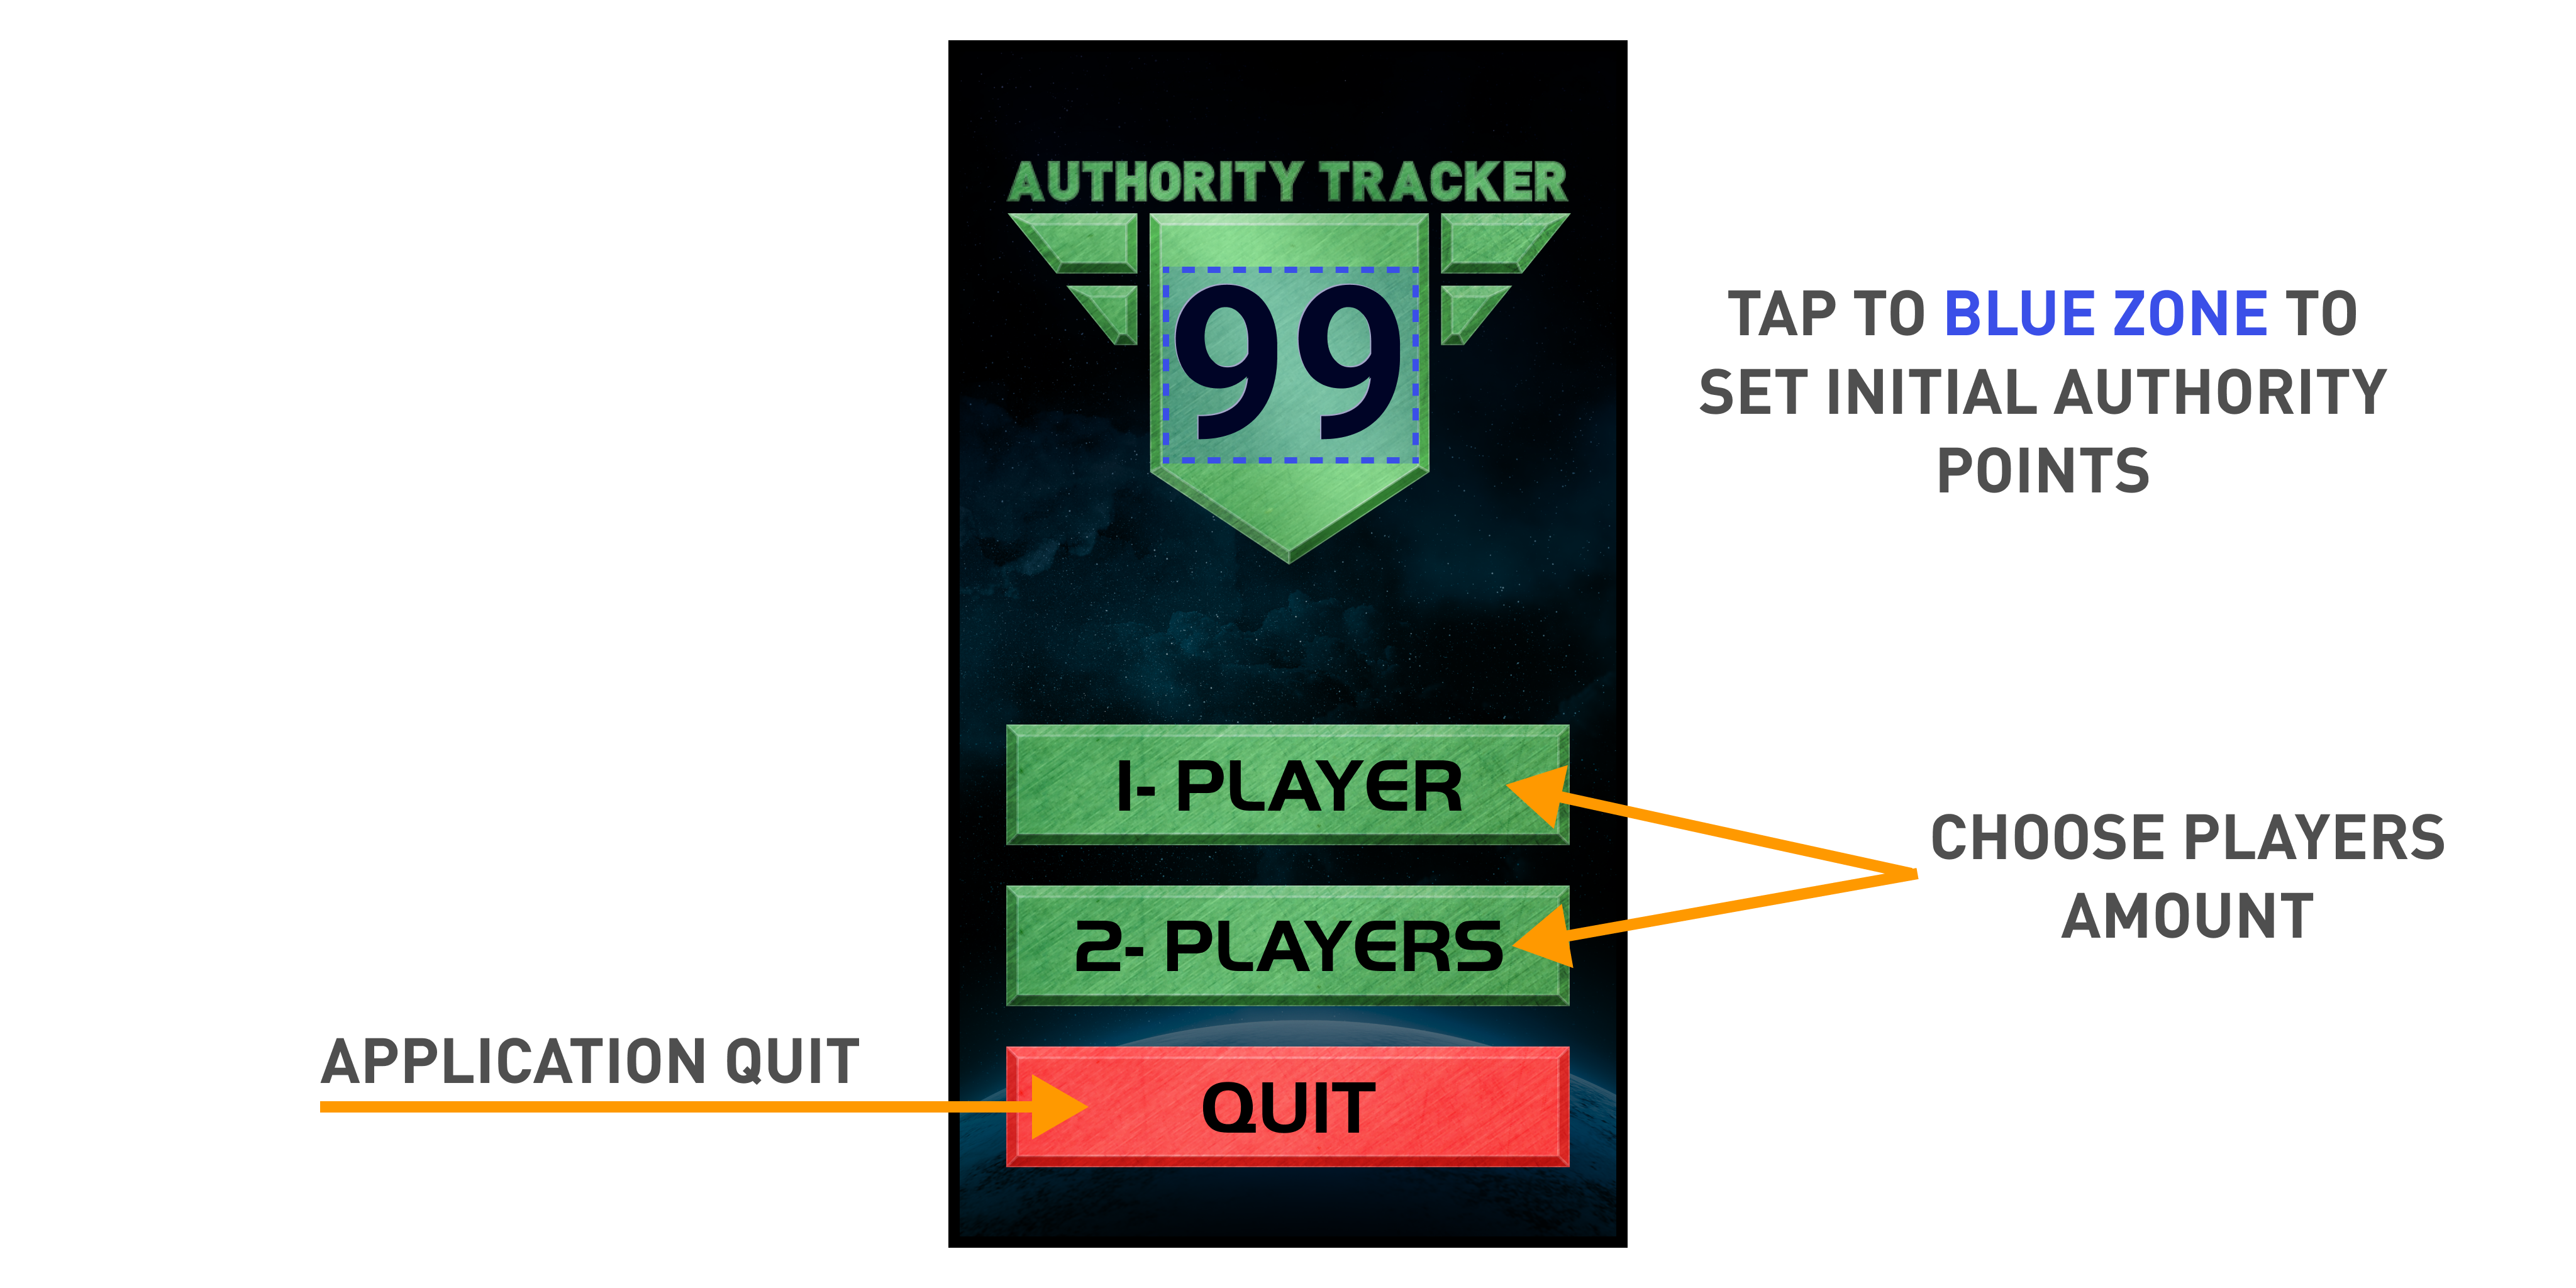 AUTHORITY TRACKER
99
TAP TO BLUE ZONE TO
SET INITIAL AUTHORITY
POINTS
1- PLAYER
2- PLAYERS
CHOOSE PLAYERS
AMOUNT
APPLICATION QUIT
QUIT